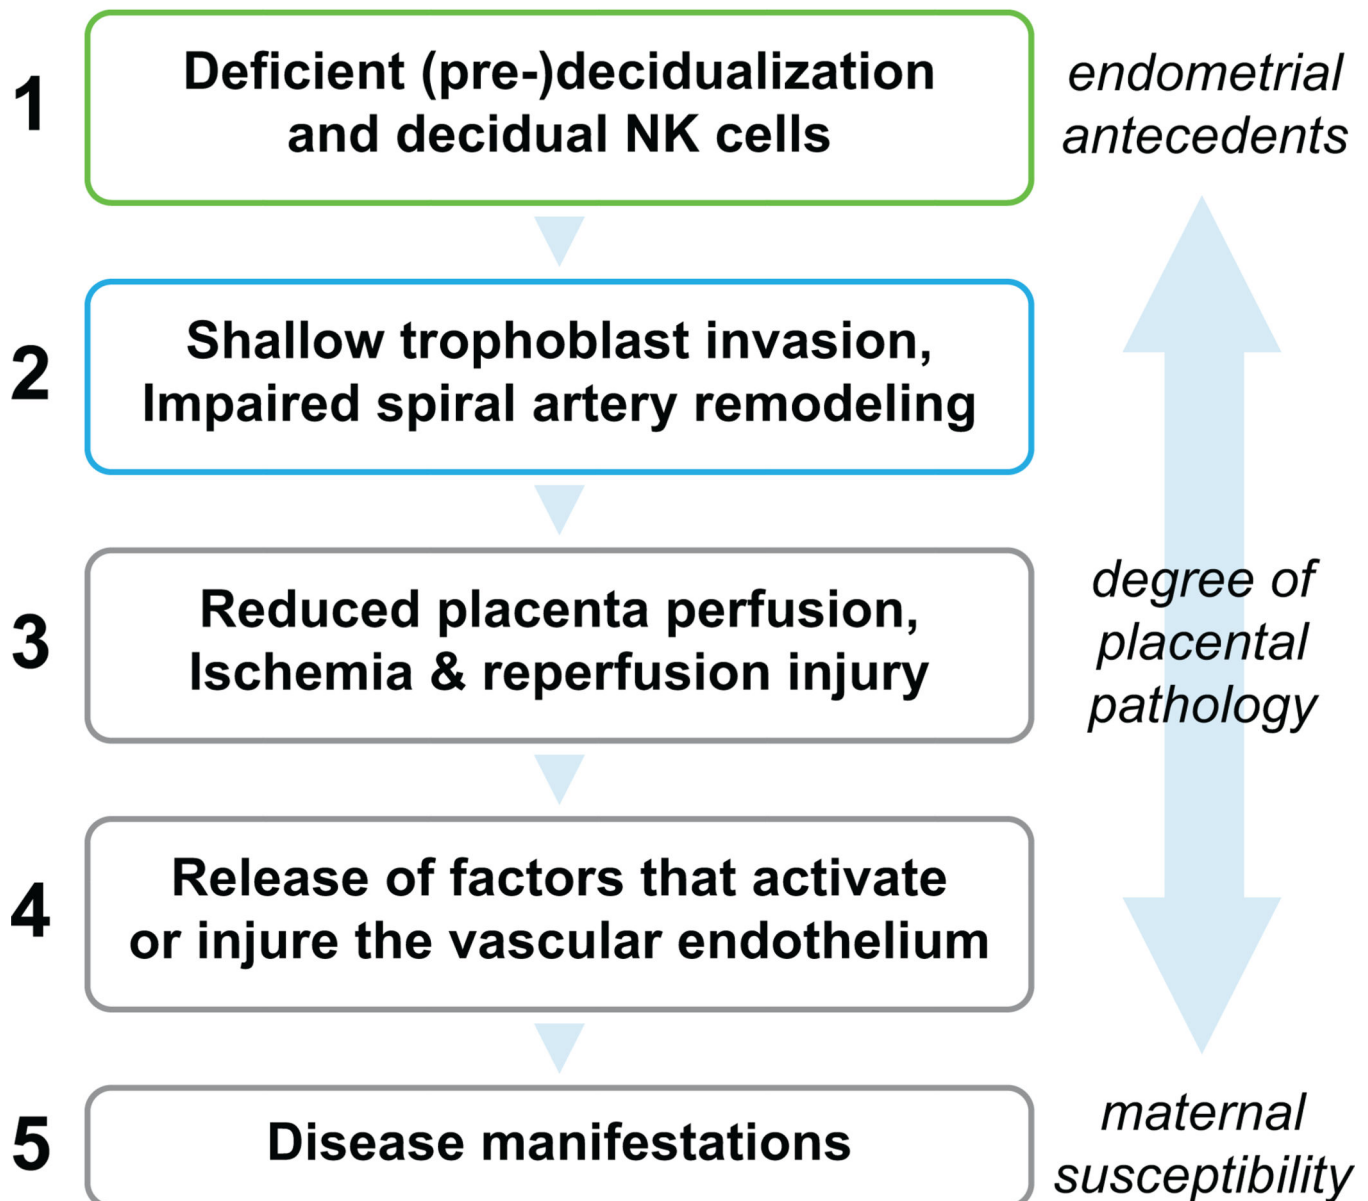 1
Deficient (pre-)decidualization
and decidual NK cells
endometrial
antecedents
2
Shallow trophoblast invasion,
Impaired spiral artery remodeling
3
Reduced placenta perfusion,
Ischemia & reperfusion injury
degree of
placental
pathology
4
Release of factors that activate
or injure the vascular endothelium
5
Disease manifestations
maternal
susceptibility